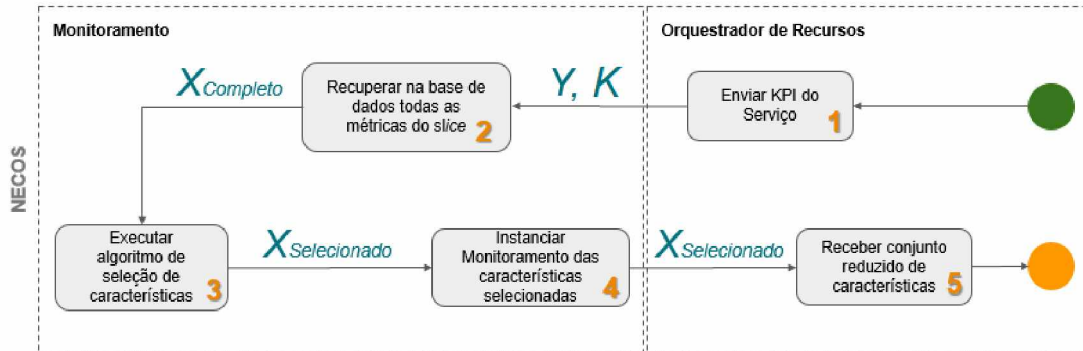 NECOS
Monitoramento
Orquestrador de Recursos
Enviar KPI do
Serviço
1
Y, K
Recuperar na base de
dados todas as
métricas do slice
2
XCompleto
Executar
algoritmo de
seleção de
características
3
XSelecionado
Instanciar
Monitoramento das
características
selecionadas
4
XSelecionado
Receber conjunto
reduzido de
características
5